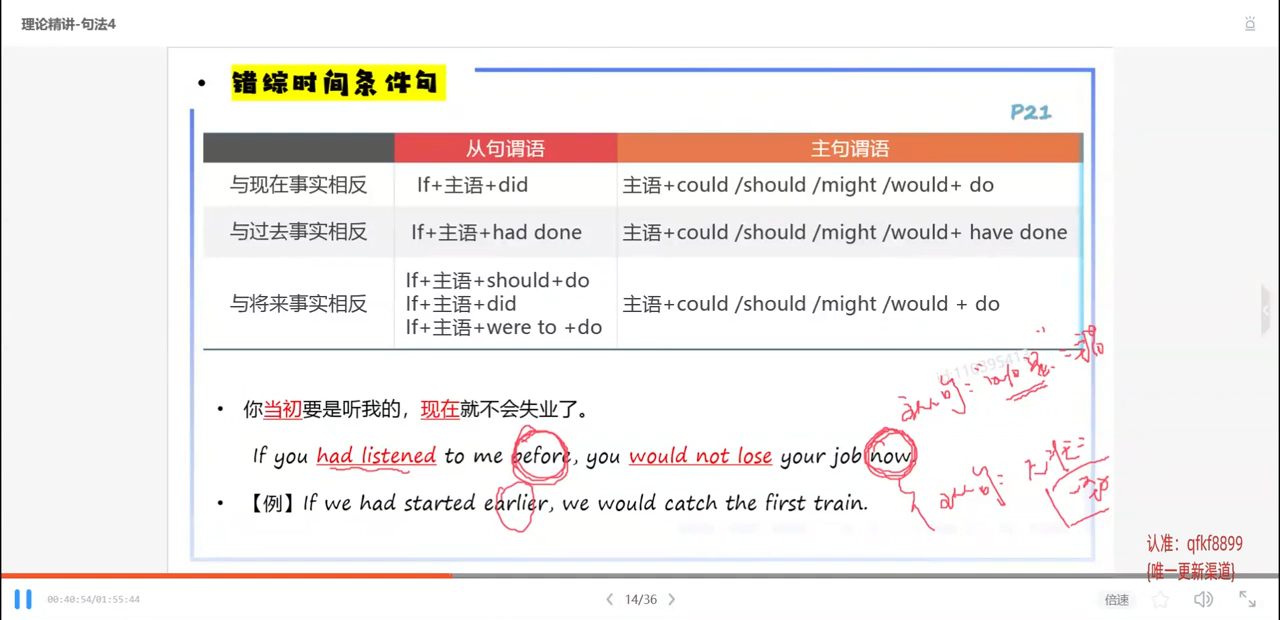 理论精讲-句法4
• 错综时间条件句
P21
从句谓语 主句谓语
与现在事实相反 If+主语+did 主语+could /should /might /would+ do
与过去事实相反 If+主语+had done 主语+could /should /might /would+ have done
If+主语+should+do
与将来事实相反 If+主语+did 主语+could /should /might /would + do
If+主语+were to +do
• 你当初要是听我的，现在就不会失业了。
If you had listened to me before, you would not lose your job now.
• 【例】If we had started earlier, we would catch the first train.
认准：qfkf8899
{唯一更新渠道}
00:40:54/01:55:44
14/36
倍速